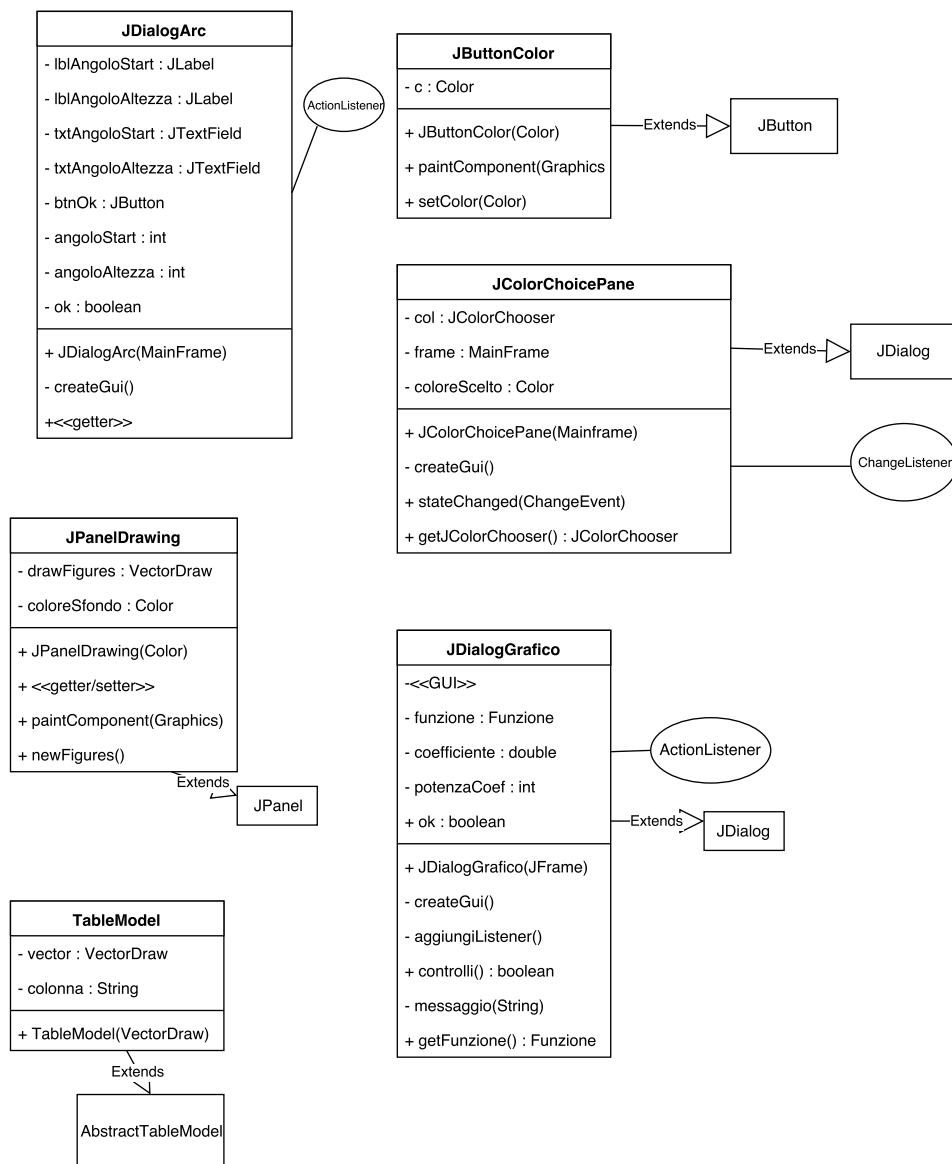 JDialogArc
- lblAngoloStart : JLabel
- lblAngoloAltezza : JLabel
- txtAngoloStart : JTextField
- txtAngoloAltezza : JTextField
- btnOk : JButton
- angoloStart : int
- angoloAltezza : int
- ok : boolean
+ JDialogArc(MainFrame)
- createGui()
+<<getter>>
ActionListener
JButtonColor
- c : Color
+ JButtonColor(Color)
+ paintComponent(Graphics
+ setColor(Color)
Extends
JButton
JColorChoicePane
- col : JColorChooser
- frame : MainFrame
- coloreScelto : Color
+ JColorChoicePane(Mainframe)
- createGui()
+ stateChanged(ChangeEvent)
+ getJColorChooser() : JColorChooser
Extends
JDialog
ChangeListener
JPanelDrawing
- drawFigures : VectorDraw
- coloreSfondo : Color
+ JPanelDrawing(Color)
+ <<getter/setter>>
+ paintComponent(Graphics)
+ newFigures()
Extends
JPanel
JDialogGrafico
-<<GUI>>
- funzione : Funzione
- coefficiente : double
- potenzaCoef : int
+ ok : boolean
+ JDialogGrafico(JFrame)
- createGui()
- aggiungiListener()
+ controlli() : boolean
- messaggio(String)
+ getFunzione() : Funzione
ActionListener
Extends
JDialog
TableModel
- vector : VectorDraw
- colonna : String
+ TableModel(VectorDraw)
Extends
AbstractTableModel